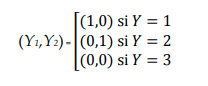 (1,0) si Y = 1
(Y₁,Y₂)= (0,1) si Y = 2
(0,0) si Y = 3